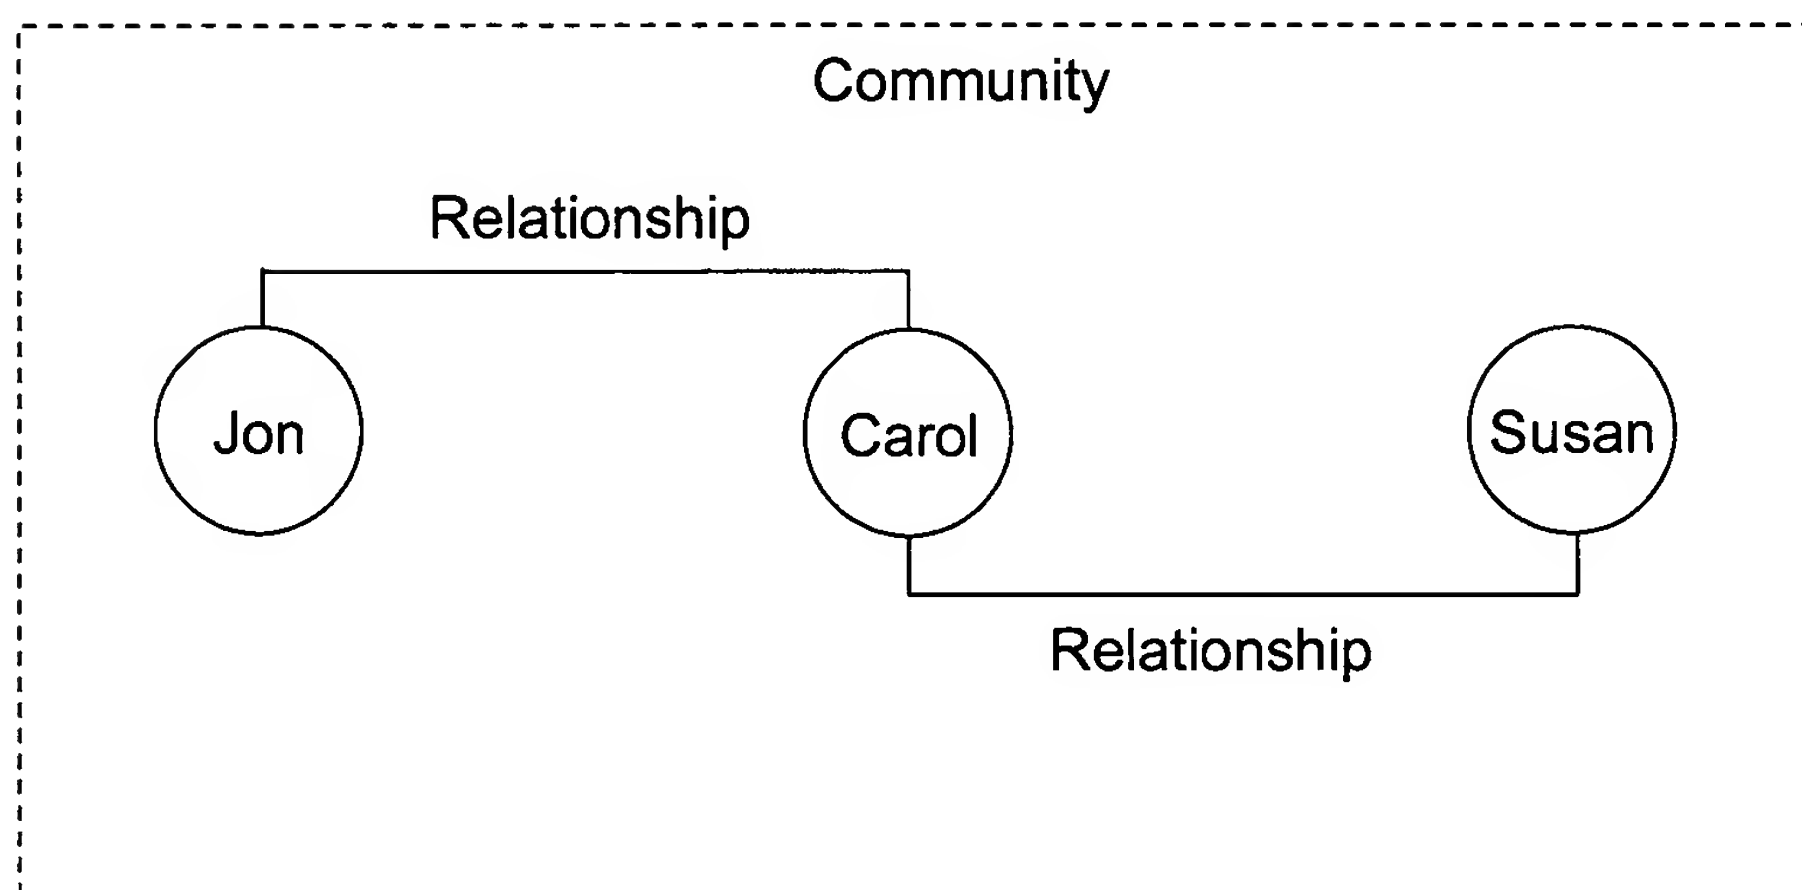 Community
Relationship
Jon
Carol
Susan
Relationship